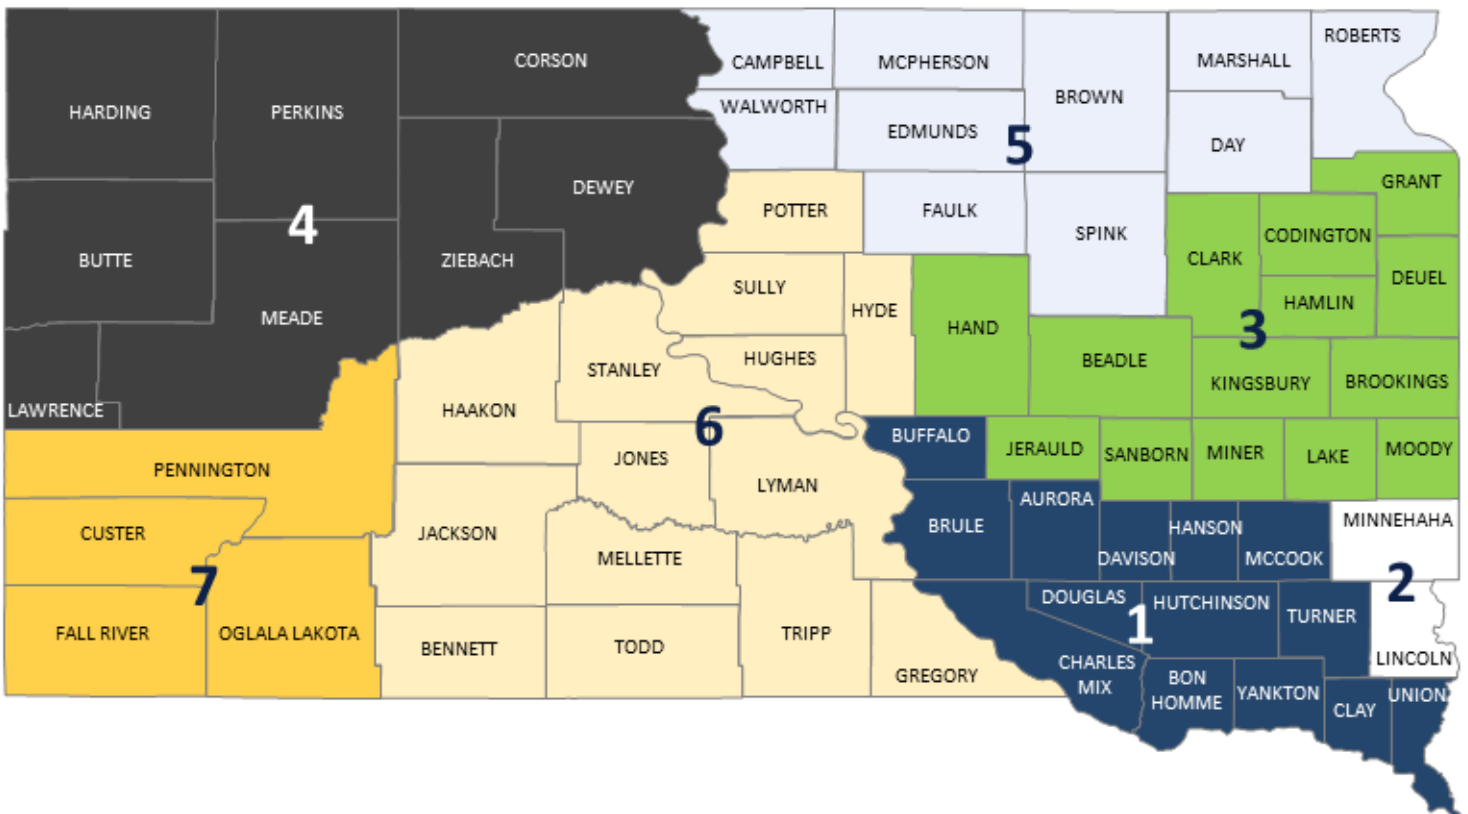 ROBERTS
CORSON
CAMPBELL
MCPHERSON
MARSHALL
BROWN
HARDING
PERKINS
WALWORTH
EDMUNDS
5
DAY
DEWEY
GRANT
POTTER
FAULK
4
SPINK
CODINGTON
BUTTE
ZIEBACH
CLARK
DEUEL
SULLY
HAMLIN
MEADE
HYDE
HAND
3
HUGHES
BEADLE
STANLEY
KINGSBURY
BROOKINGS
LAWRENCE
HAAKON
6
BUFFALO
JERAULD
SANBORN
MINER
LAKE
MOODY
JONES
PENNINGTON
LYMAN
AURORA
MINNEHAHA
BRULE
HANSON
CUSTER
JACKSON
MELLETTE
DAVISON
MCCOOK
7
2
DOUGLAS
HUTCHINSON
TURNER
1
FALL RIVER
OGLALA LAKOTA
TRIPP
BENNETT
TODD
LINCOLN
CHARLES
MIX
GREGORY
BON
HOMME
YANKTON
UNION
CLAY